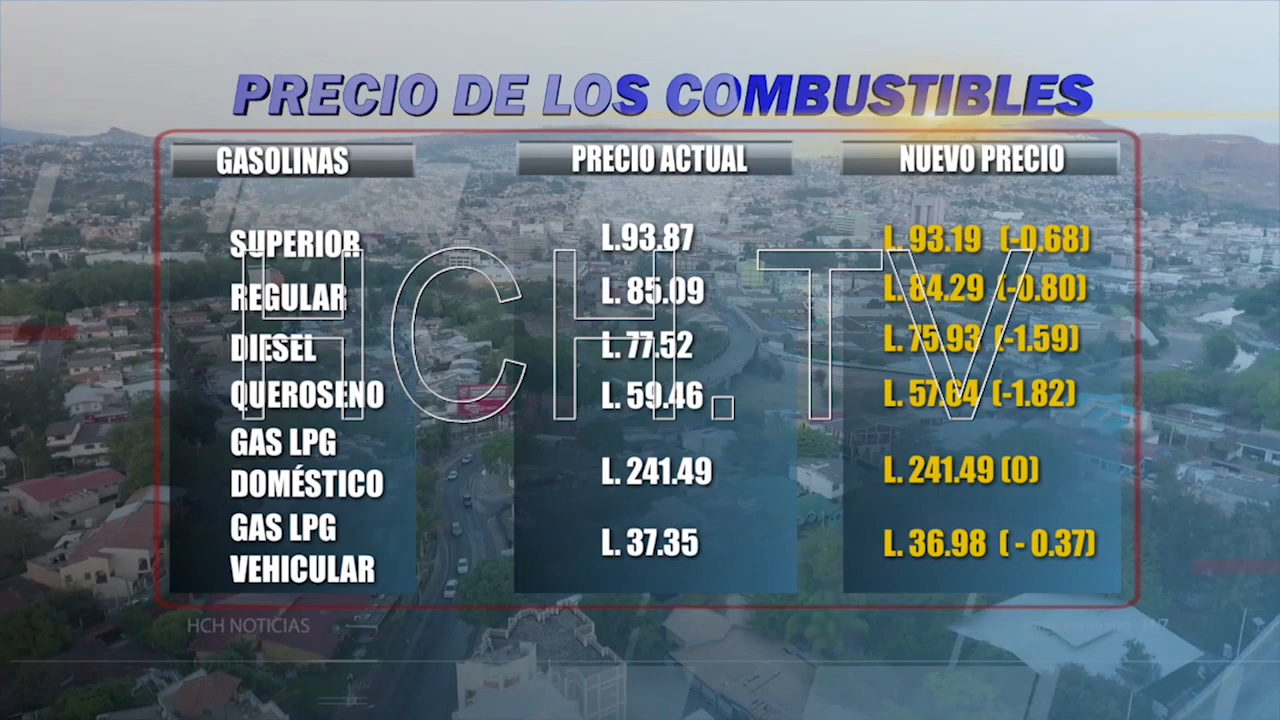 PRECIO DE LOS COMBUSTIBLES
GASOLINAS PRECIO ACTUAL NUEVO PRECIO
SUPERIOR L.93.87 L. 93.19 (-0.68)
REGULAR L. 85.09 L. 84.29 (-0.80)
DIESEL L. 77.52 L. 75.93 (-1.59)
QUEROSENO L. 59.46 L. 57.64 (-1.82)
GAS LPG
DOMÉSTICO L. 241.49 L. 241.49 (0)
GAS LPG
VEHICULAR L. 37.35 L. 36.98 ( - 0.37)
HCH.TV
HCH NOTICIAS